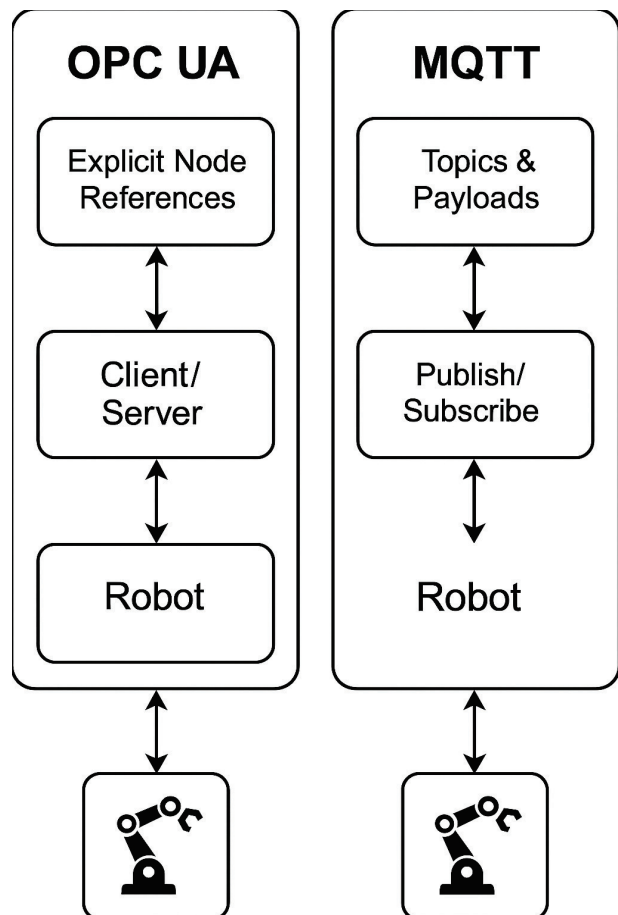 OPC UA
Explicit Node
References
Client/
Server
Robot
MQTT
Topics &
Payloads
Publish/
Subscribe
Robot